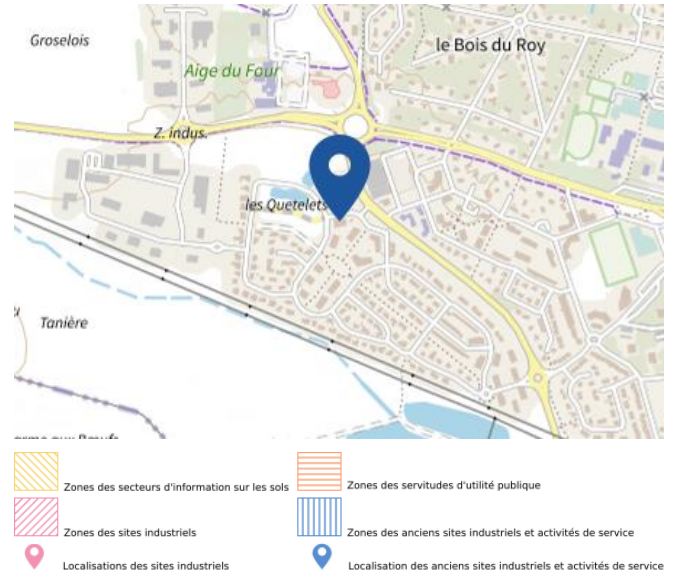 Groselois
le Bois du Roy
Aige du Four
Z. indus.
les Quetelets
Tanière
Zones des secteurs d'information sur les sols
Zones des servitudes d'utilité publique
Zones des sites industriels
Zones des anciens sites industriels et activités de service
Localisations des sites industriels
Localisation des anciens sites industriels et activités de service